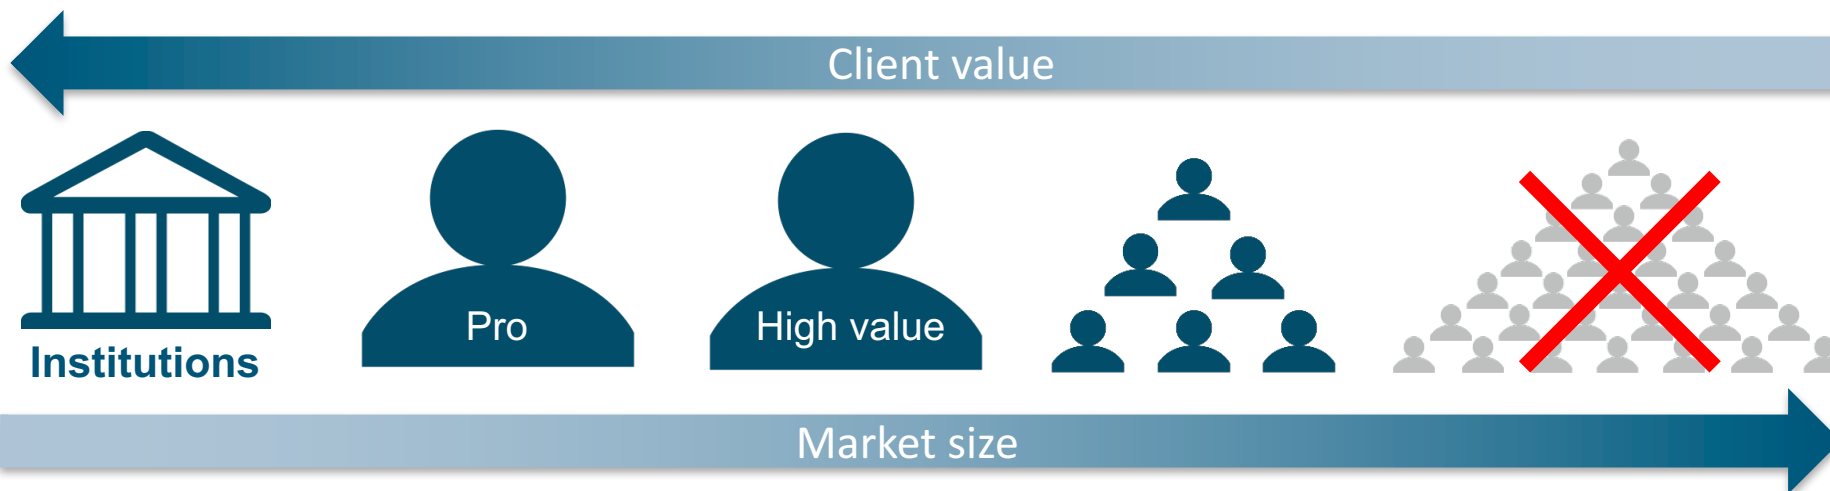 Client value
Pro
High value
Institutions
Market size